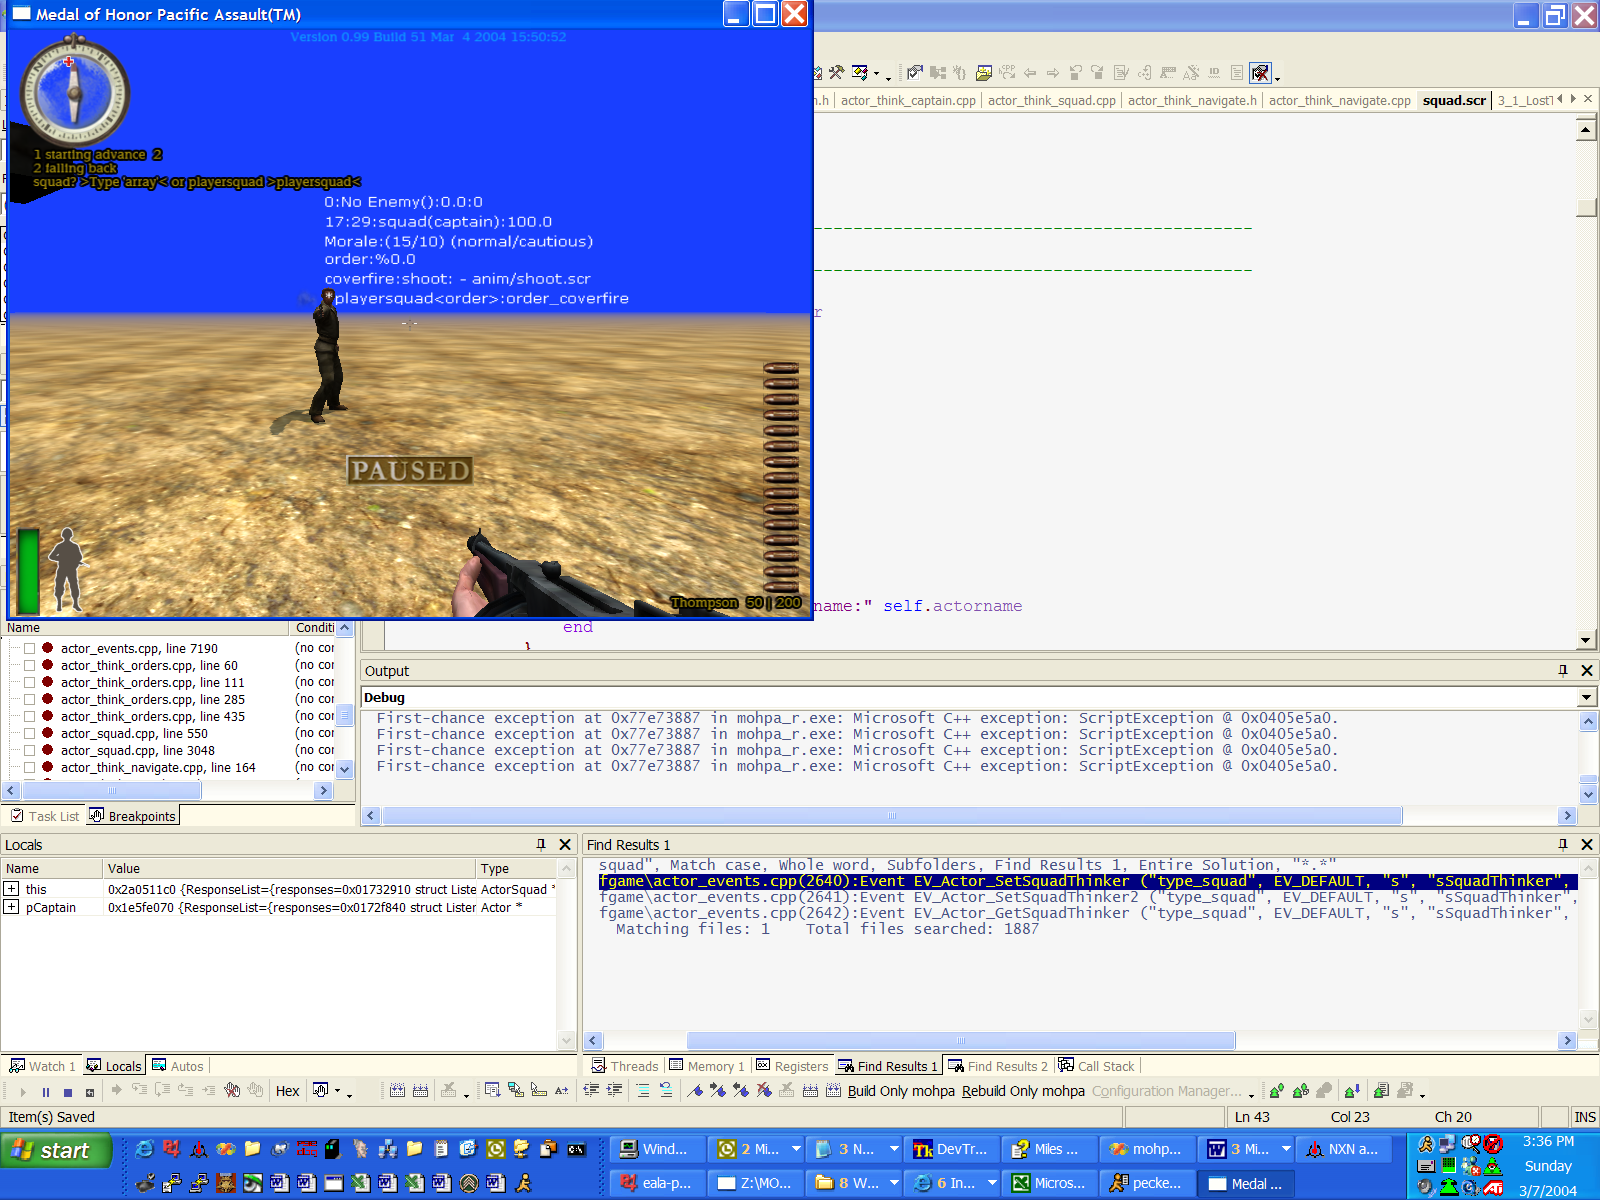 Medal of Honor Pacific Assault(TM)
Version 0.99 Build 51 Mar 4 2004 15:50:52
1 starting advance 2
2 falling back
squad? >Type 'array'< or playersquad >playersquad<
0:No Enemy():0.0:0
17:29:squad(captain):100.0
Morale:(15/10) (normal/cautious)
order:%0.0
coverfire:shoot: - anim/shoot.scr
playersquad<order>:order_coverfire
PAUSED
Thompson 50 | 200
n.h
actor_think_captain.cpp
actor_think_squad.cpp
actor_think_navigate.h
actor_think_navigate.cpp
squad.scr
3_1_Lost
r
name:" self.actorname
end
}
Name Conditi
actor_events.cpp, line 7190 (no cor
actor_think_orders.cpp, line 60 (no cor
actor_think_orders.cpp, line 111 (no cor
actor_think_orders.cpp, line 285 (no cor
actor_think_orders.cpp, line 435 (no cor
actor_squad.cpp, line 550 (no cor
actor_squad.cpp, line 3048 (no cor
actor_think_navigate.cpp, line 164 (no cor
Task List Breakpoints
Output
Debug
First-chance exception at 0x77e73887 in mohpa_r.exe: Microsoft C++ exception: ScriptException @ 0x0405e5a0.
First-chance exception at 0x77e73887 in mohpa_r.exe: Microsoft C++ exception: ScriptException @ 0x0405e5a0.
First-chance exception at 0x77e73887 in mohpa_r.exe: Microsoft C++ exception: ScriptException @ 0x0405e5a0.
First-chance exception at 0x77e73887 in mohpa_r.exe: Microsoft C++ exception: ScriptException @ 0x0405e5a0.
Locals
Name Value Type
this 0x2a0511c0 {ResponseList={responses=0x01732910 struct Liste ActorSquad *
pCaptain 0x1e5fe070 {ResponseList={responses=0x0172f840 struct Lister Actor *
Watch 1 Locals Autos
Find Results 1
squad", Match case, Whole word, Subfolders, Find Results 1, Entire Solution, "*.*"
fgame\actor_events.cpp(2640):Event EV_Actor_SetSquadThinker ("type_squad", EV_DEFAULT, "s", "sSquadThinker",
fgame\actor_events.cpp(2641):Event EV_Actor_SetSquadThinker2 ("type_squad", EV_DEFAULT, "s", "sSquadThinker",
fgame\actor_events.cpp(2642):Event EV_Actor_GetSquadThinker ("type_squad", EV_DEFAULT, "s", "sSquadThinker",
Matching files: 1 Total files searched: 1887
Threads Memory 1 Registers Find Results 1 Find Results 2 Call Stack
Hex
Build Only mohpa Rebuild Only mohpa Configuration Manager...
Item(s) Saved
Ln 43 Col 23 Ch 20 INS
start
Wind... 2 Mi... 3 N... DevTr... Miles ... mohp... 3 Mi... NXN a...
3:36 PM
eala-p... Z:\MO... 8 W... 6 In... Micros... pecke... Medal ...
Sunday
3/7/2004